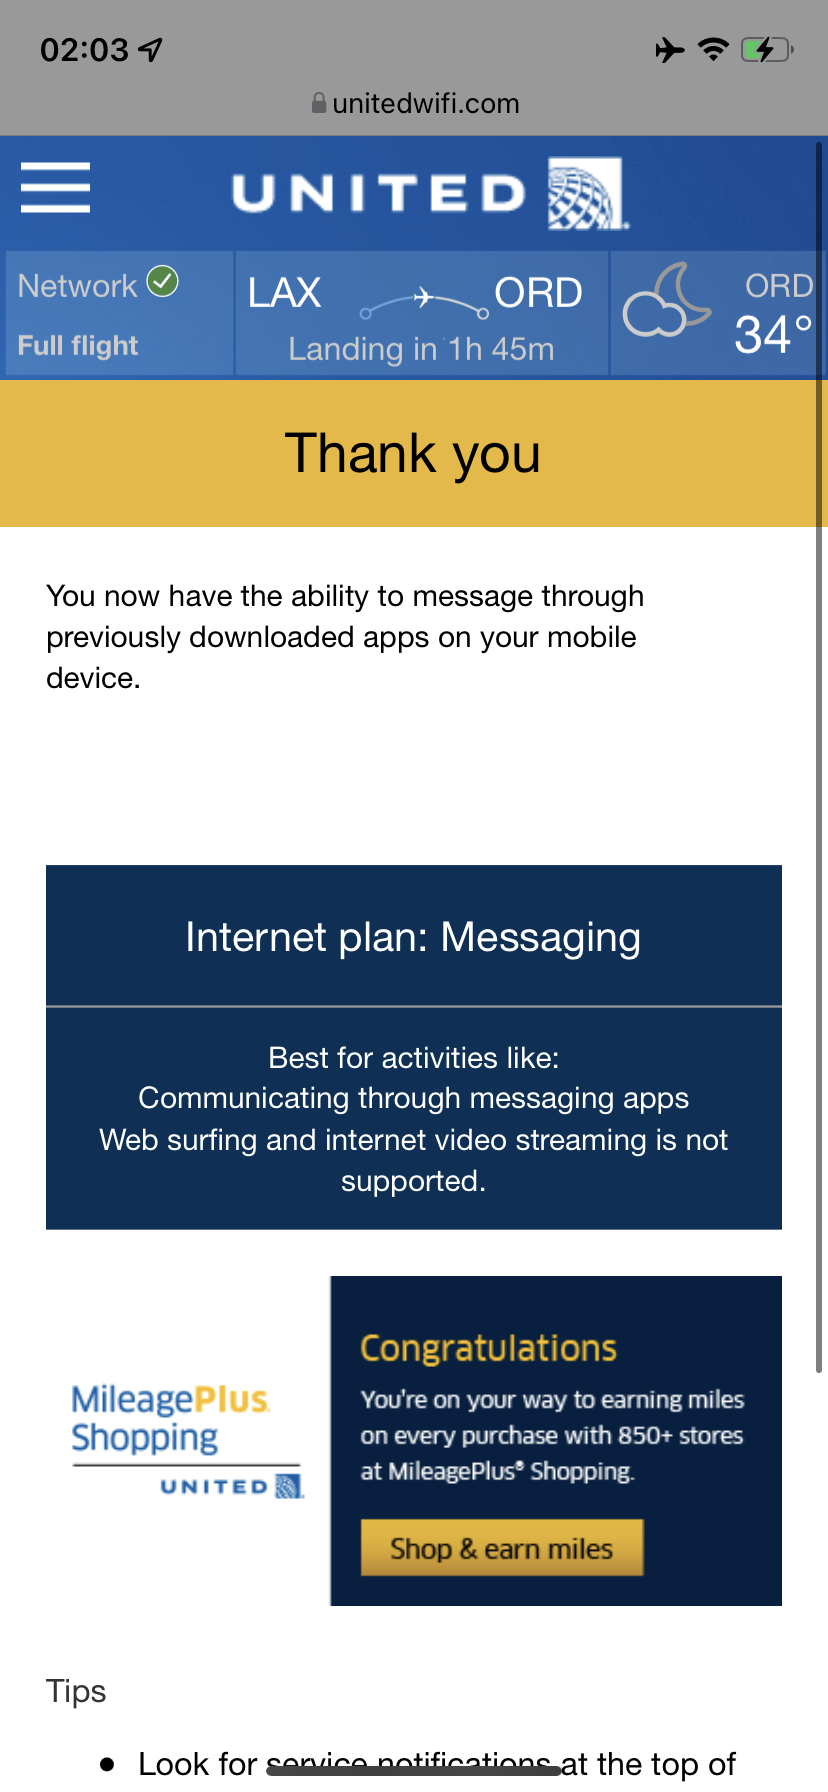 02:03
unitedwifi.com
UNITED
Network
Full flight
LAX
ORD
Landing in 1h 45m
ORD
34°
Thank you
You now have the ability to message through
previously downloaded apps on your mobile
device.
Internet plan: Messaging
Best for activities like:
Communicating through messaging apps
Web surfing and internet video streaming is not
supported.
MileagePlus
Shopping
UNITED
Congratulations
You're on your way to earning miles
on every purchase with 850+ stores
at MileagePlus® Shopping.
Shop & earn miles
Tips
• Look for service notifications at the top of